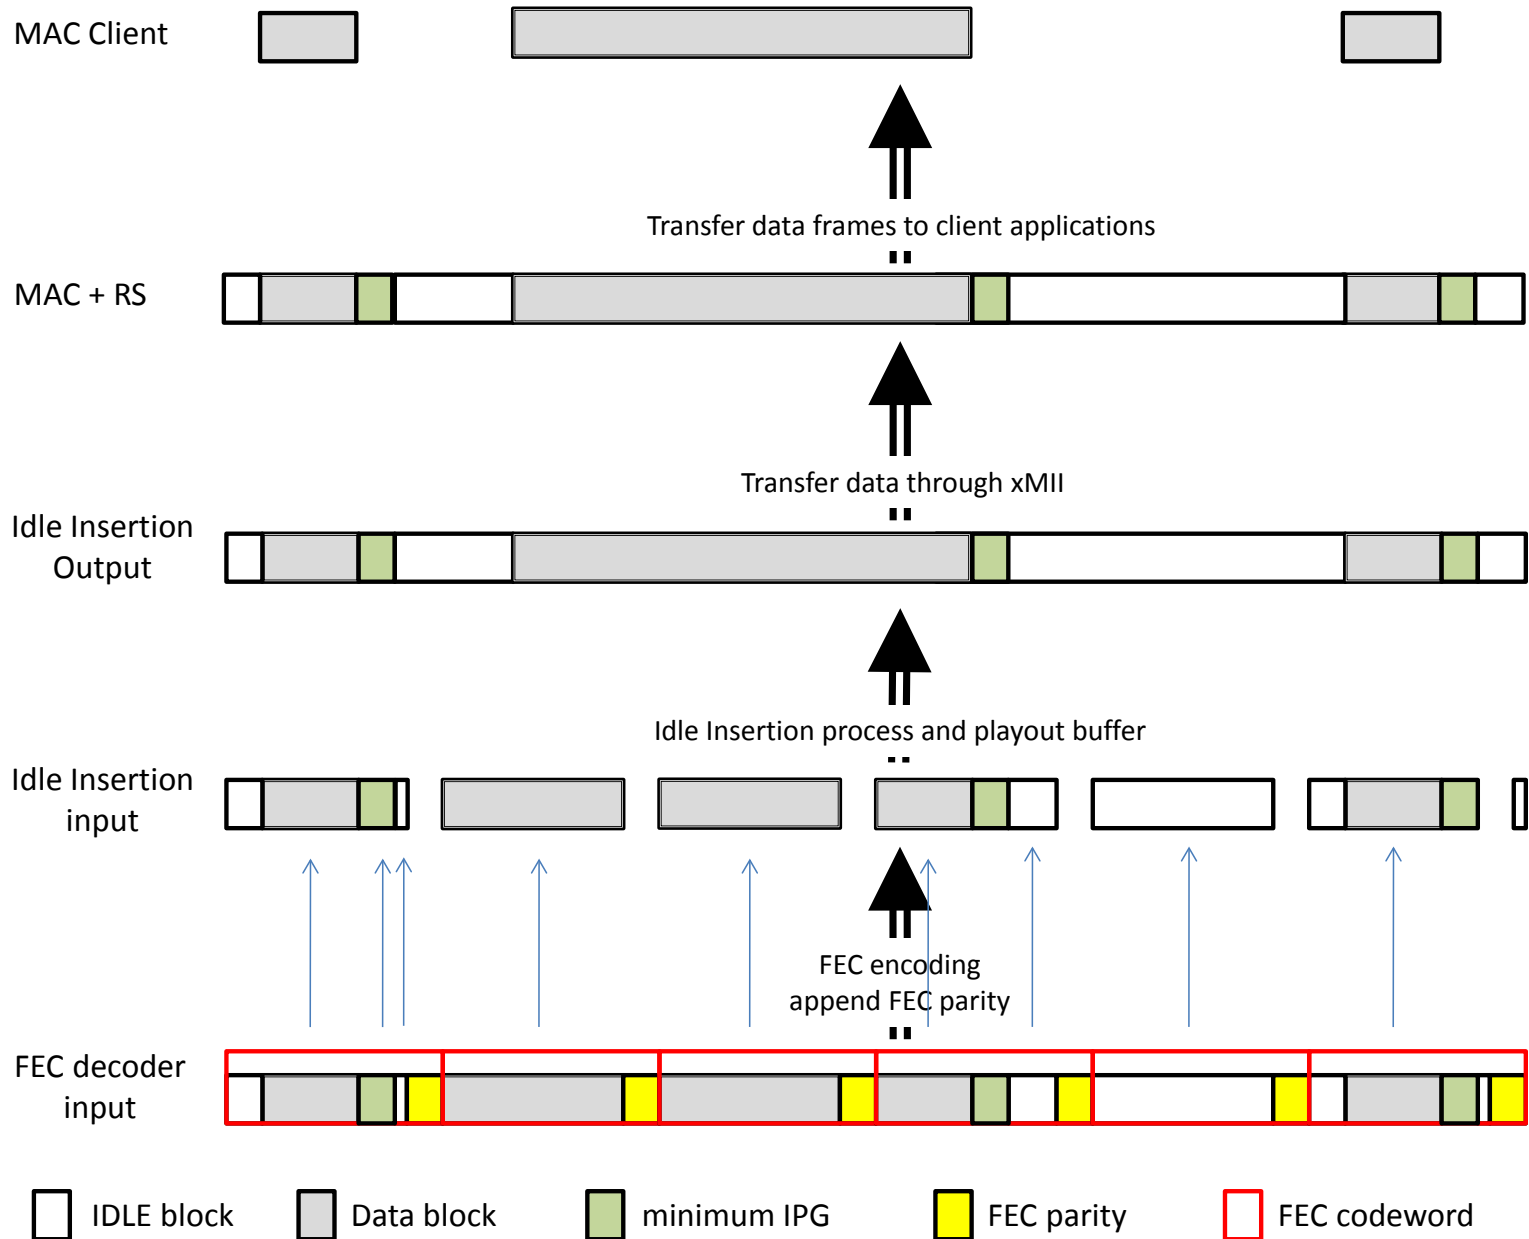 MAC Client
Transfer data frames to client applications
MAC + RS
Transfer data through xMII
Idle Insertion
Output
Idle Insertion process and playout buffer
Idle Insertion
input
FEC encoding
append FEC parity
FEC decoder
input
IDLE block
Data block
minimum IPG
FEC parity
FEC codeword